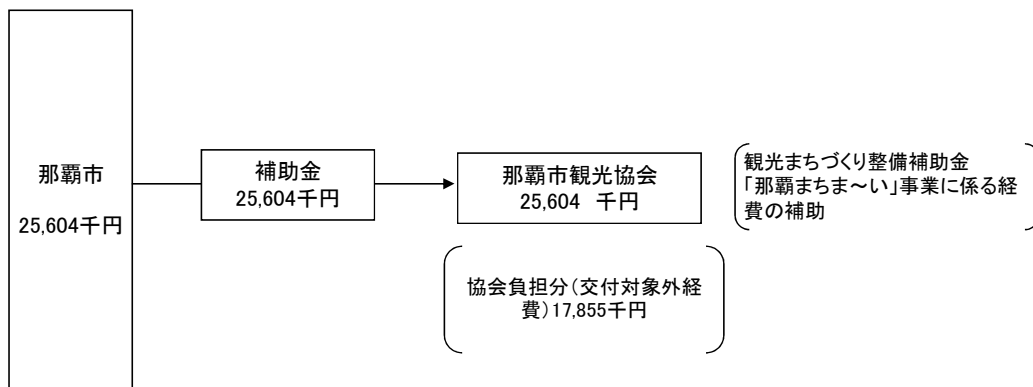 那覇市
25,604千円
補助金
25,604千円
那覇市観光協会
25,604 千円
観光まちづくり整備補助金
「那覇まちま～い」事業に係る経
費の補助
協会負担分（交付対象外経
費）17,855千円